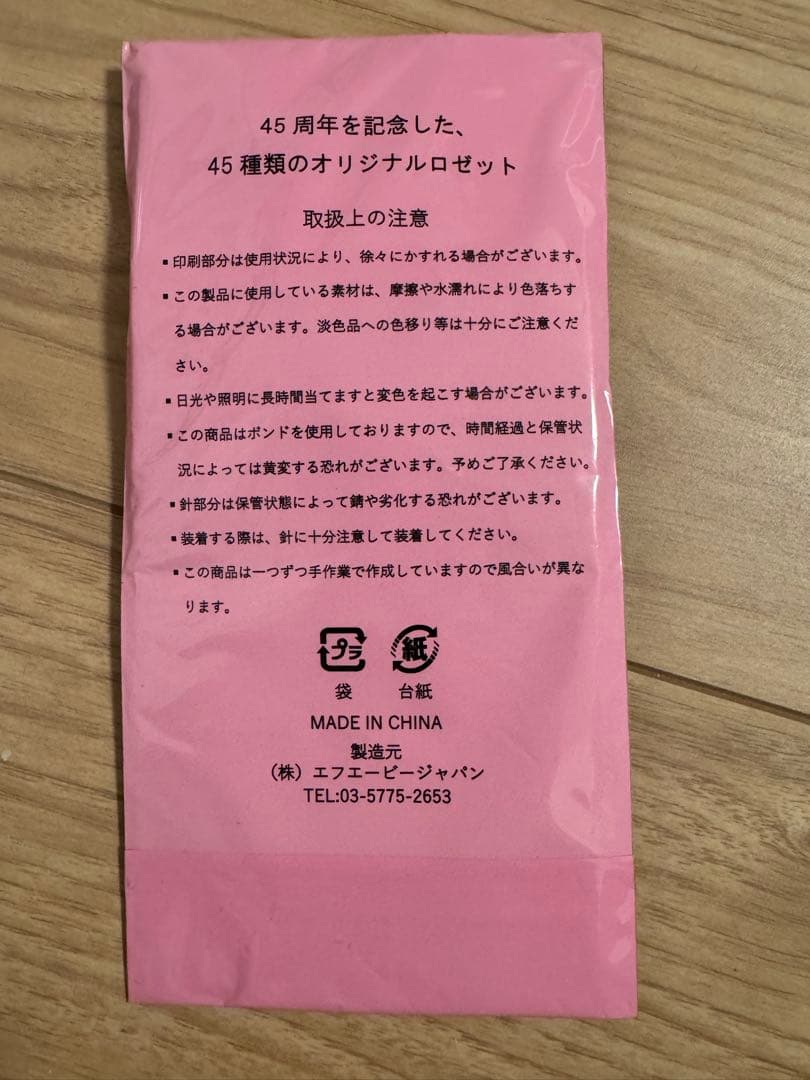 45周年を記念した、
45種類のオリジナルロゼット
取扱上の注意
▪印刷部分は使用状況により、徐々にかすれる場合がございます。
▪この製品に使用している素材は、摩擦や水濡れにより色落ちす
る場合がございます。淡色品への色移り等は十分にご注意くだ
さい。
▪日光や照明に長時間当てますと変色を起こす場合がございます。
▪この商品はボンドを使用しておりますので、時間経過と保管状
況によっては黄変する恐れがございます。予めご了承ください。
▪針部分は保管状態によって錆や劣化する恐れがございます。
▪装着する際は、針に十分注意して装着してください。
▪この商品は一つずつ手作業で作成していますので風合いが異な
ります。
プラ 紙
袋 台紙
MADE IN CHINA
製造元
（株）エフエービージャパン
TEL:03-5775-2653